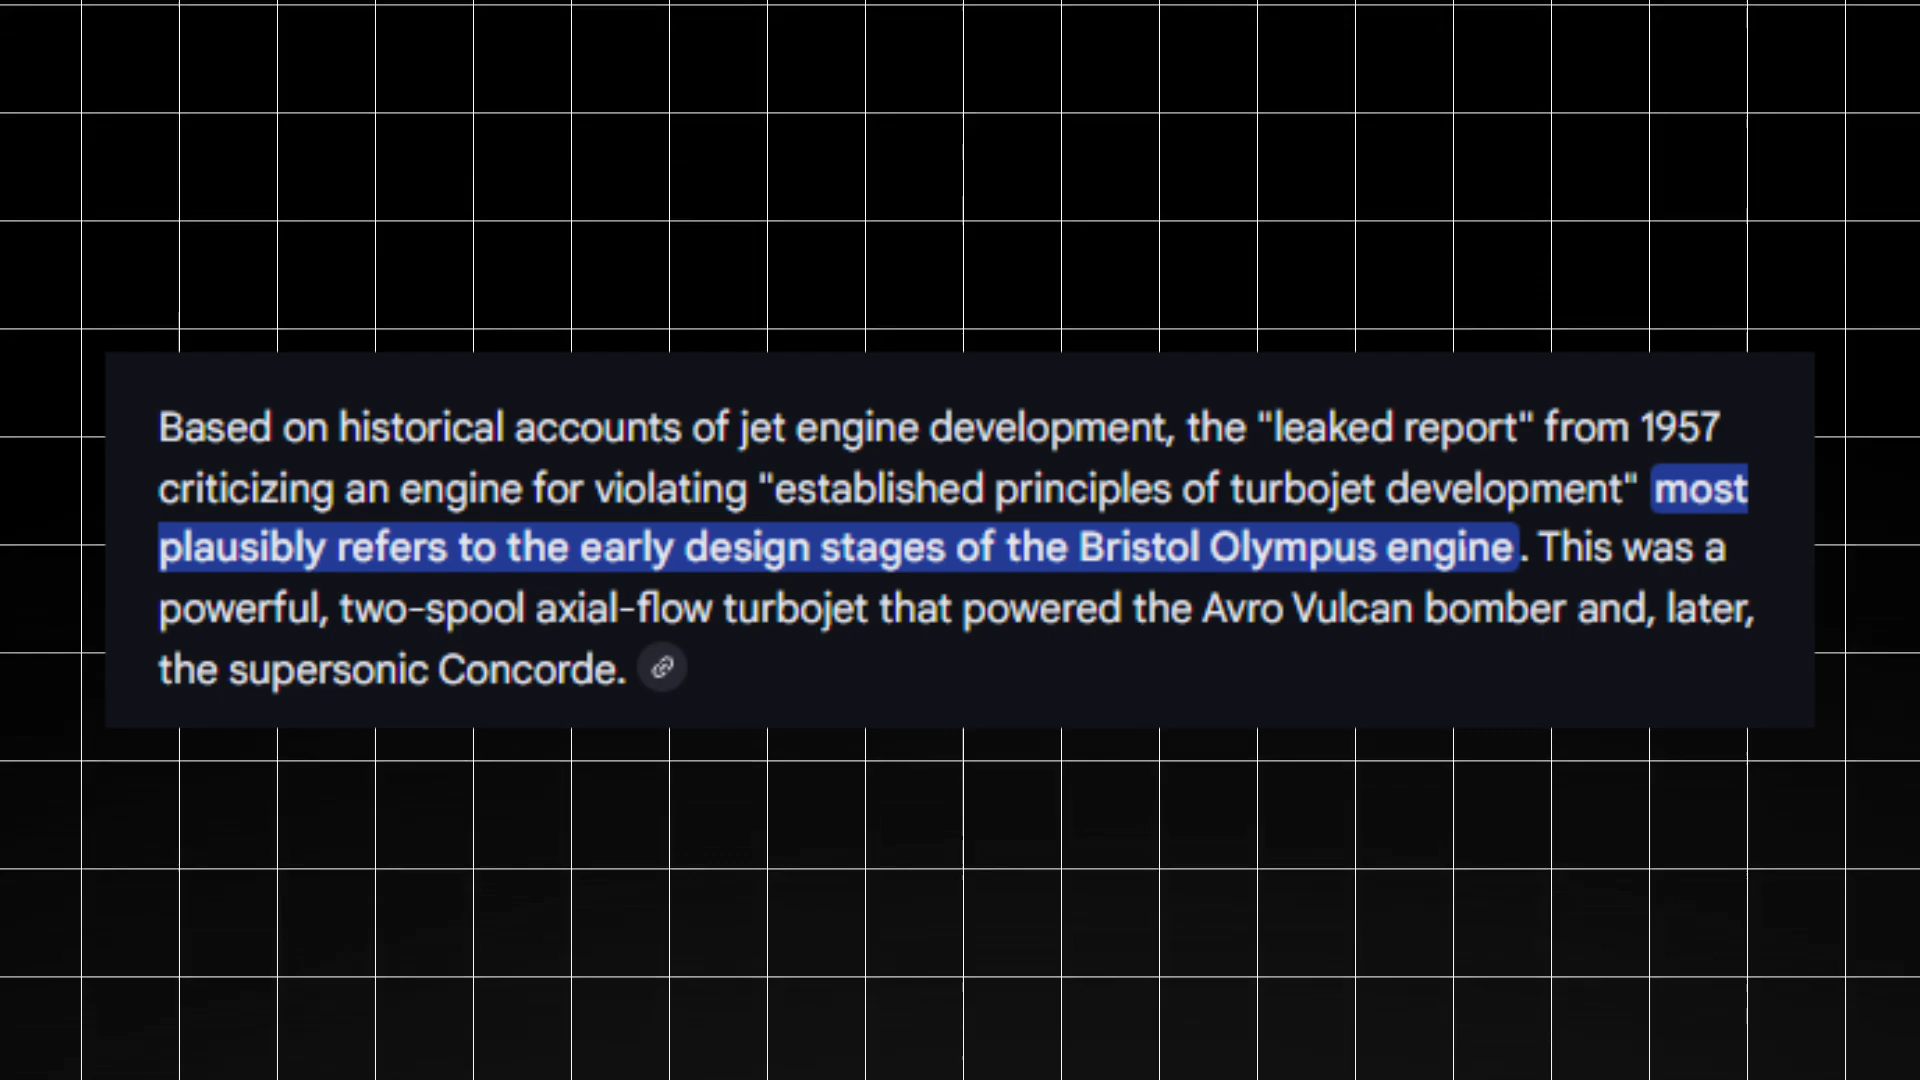 Based on historical accounts of jet engine development, the "leaked report" from 1957
criticizing an engine for violating "established principles of turbojet development" most
plausibly refers to the early design stages of the Bristol Olympus engine. This was a
powerful, two-spool axial-flow turbojet that powered the Avro Vulcan bomber and, later,
the supersonic Concorde.